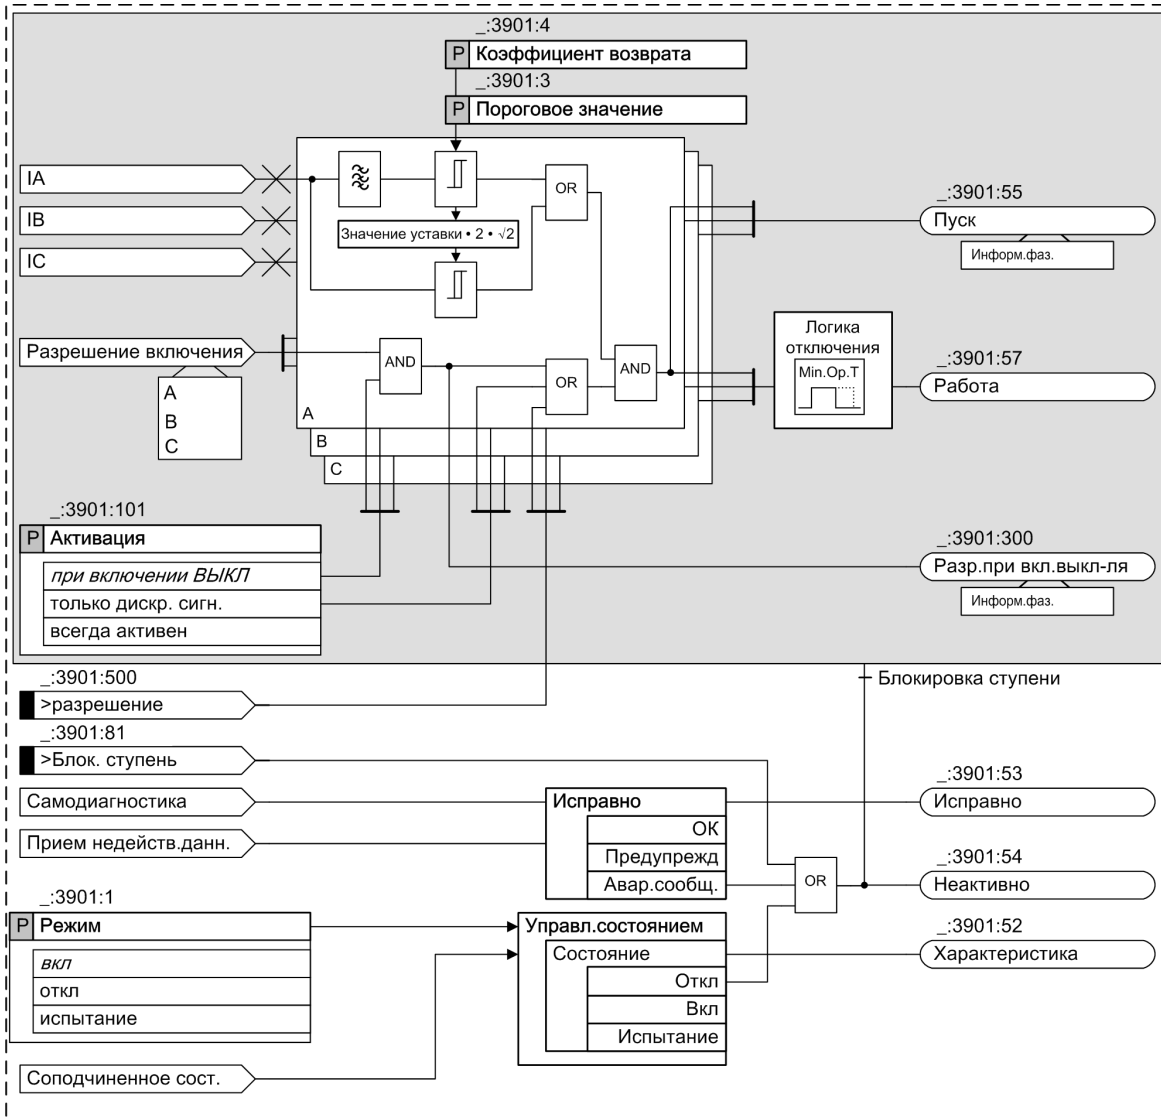 _:3901:4
P Коэффициент возврата
_:3901:3
P Пороговое значение
IA
IB
IC
OR
Значение уставки • 2 • √2
_:3901:55
Пуск
Информ.фаз.
Разрешение включения
A
B
C
AND
OR
AND
A
B
C
Логика
отключения
Min.Op.T
_:3901:57
Работа
_:3901:101
P Активация
при включении ВЫКЛ
только дискр. сигн.
всегда активен
_:3901:300
Разр.при вкл.выкл-ля
Информ.фаз.
_:3901:500
>разрешение
Блокировка ступени
_:3901:81
>Блок. ступень
Самодиагностика
Прием недейств.данн.
Исправно
ОК
Предупрежд
Авар.сообщ.
OR
_:3901:53
Исправно
_:3901:54
Неактивно
_:3901:1
P Режим
вкл
откл
испытание
Управл.состоянием
Состояние
Откл
Вкл
Испытание
_:3901:52
Характеристика
Соподчиненное сост.